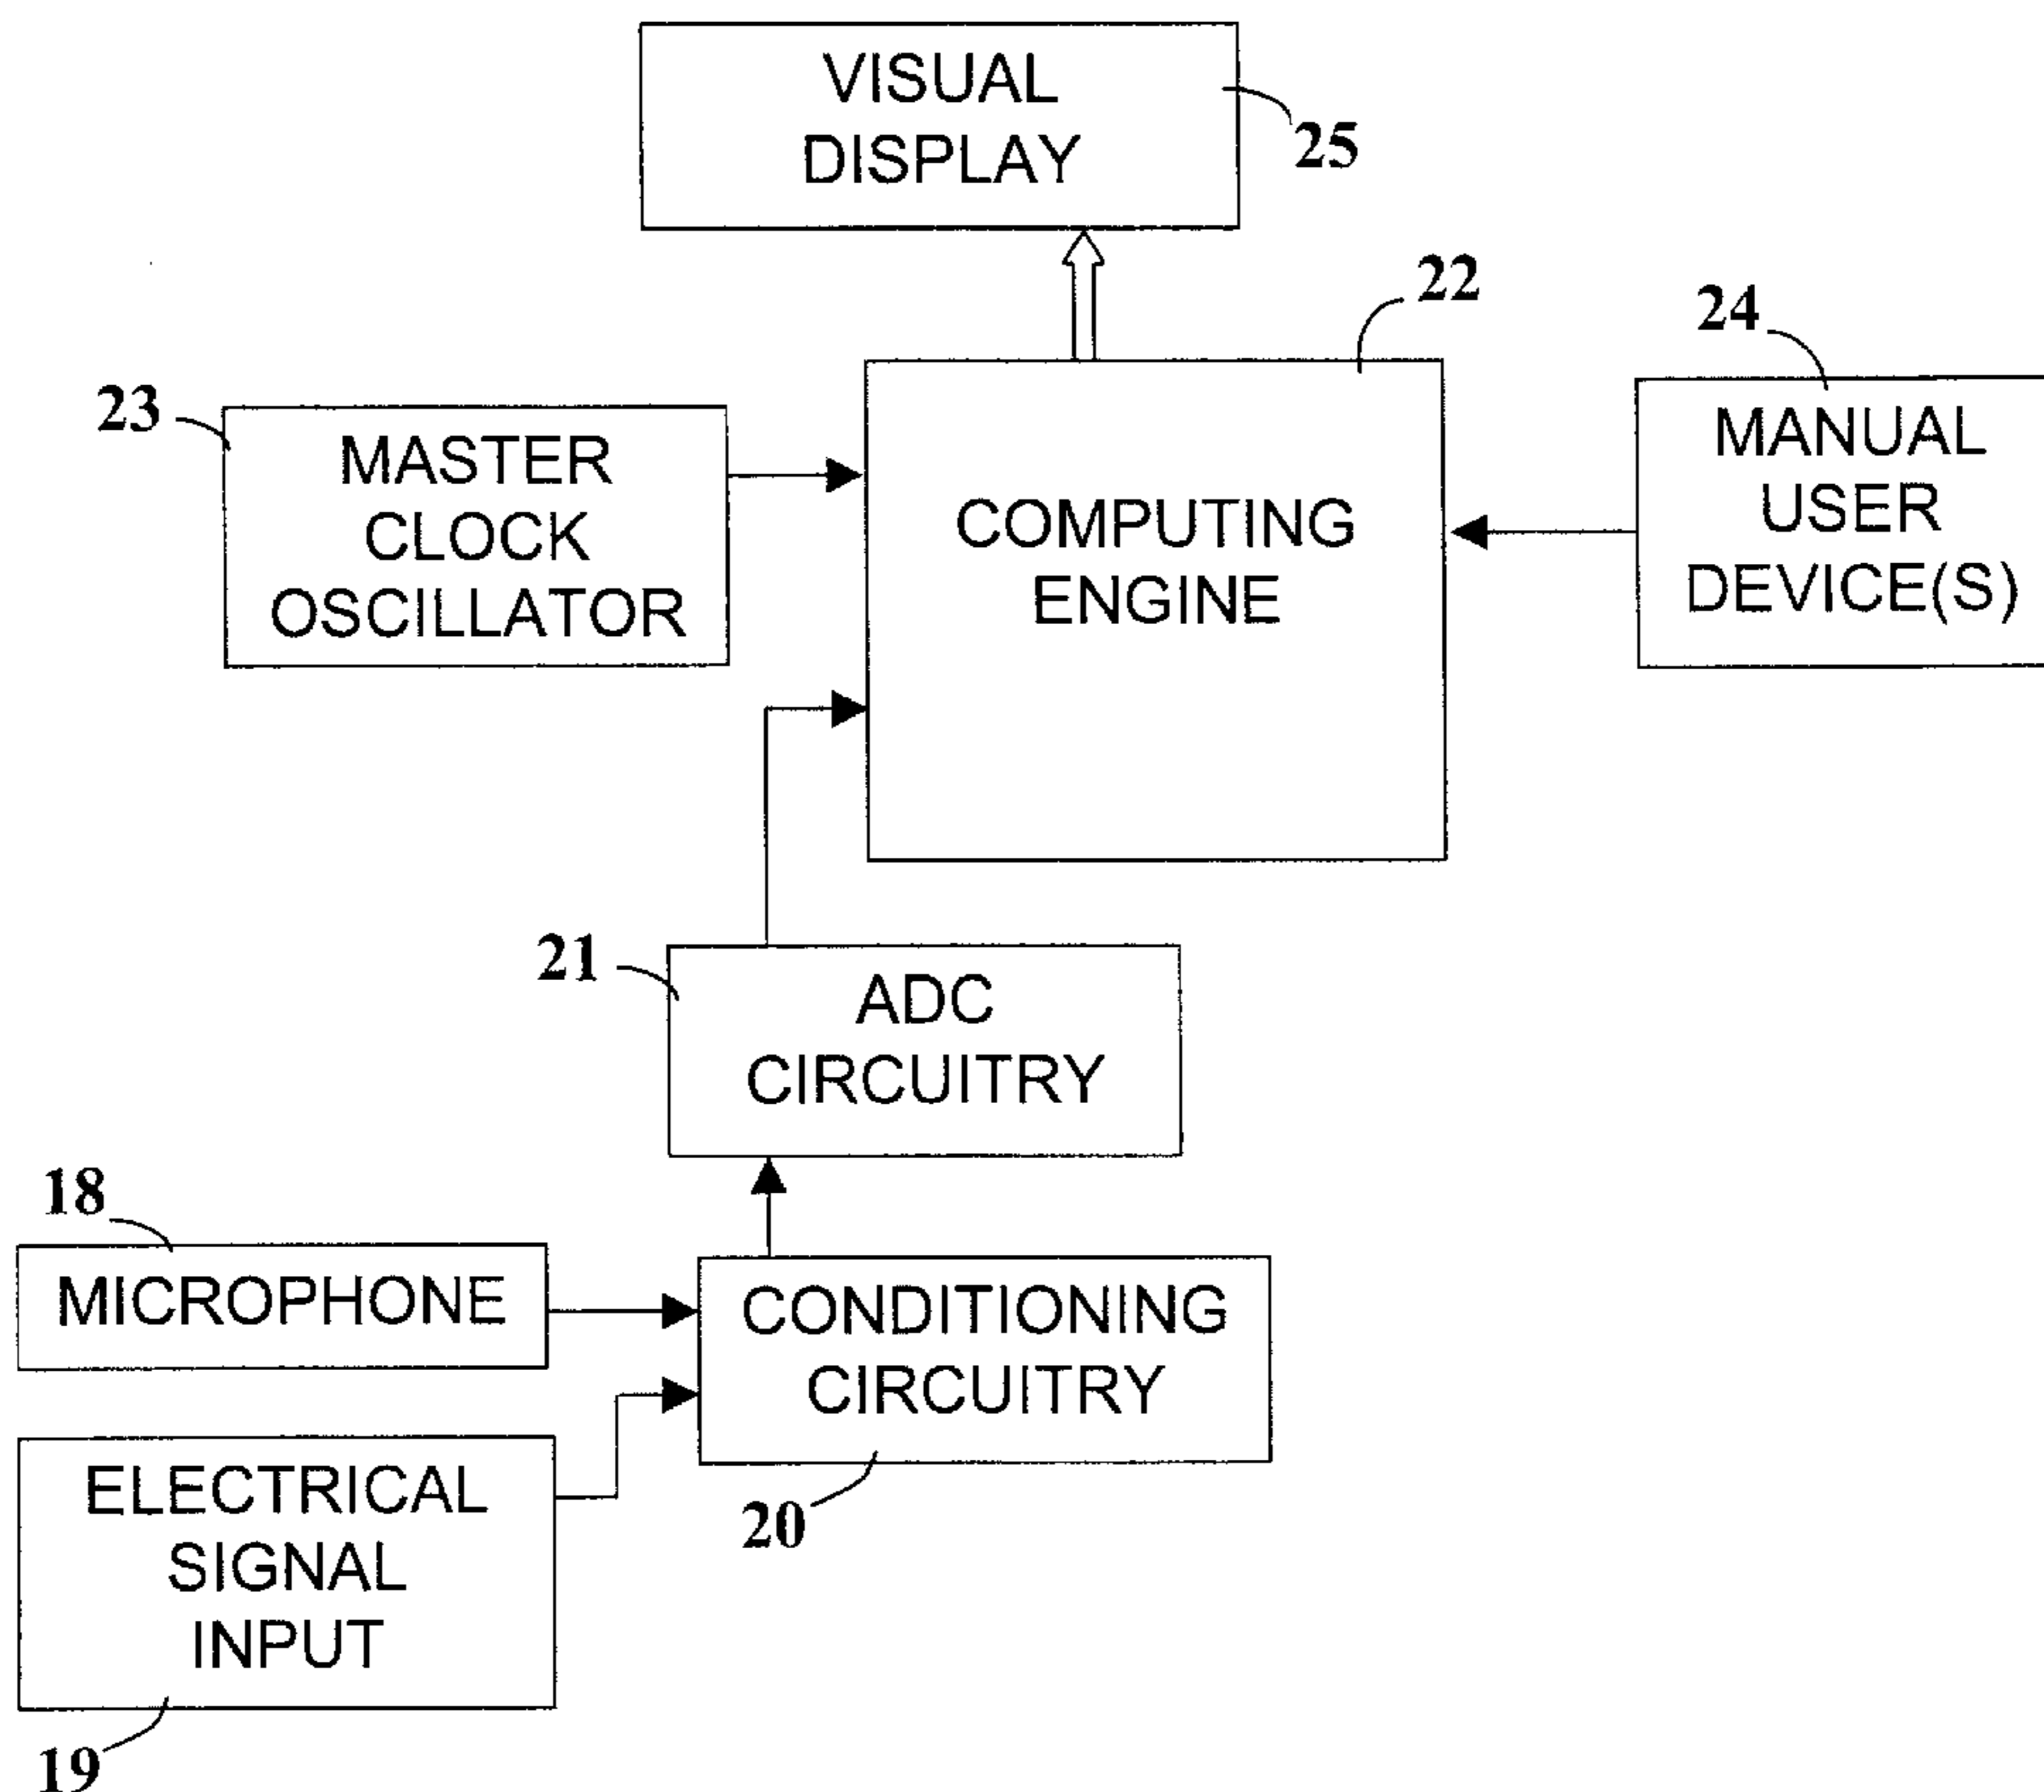 VISUAL
DISPLAY
25
22
24
23
MASTER
CLOCK
OSCILLATOR
COMPUTING
ENGINE
MANUAL
USER
DEVICE(S)
21
ADC
CIRCUITRY
18
MICROPHONE
CONDITIONING
CIRCUITRY
20
ELECTRICAL
SIGNAL
INPUT
19